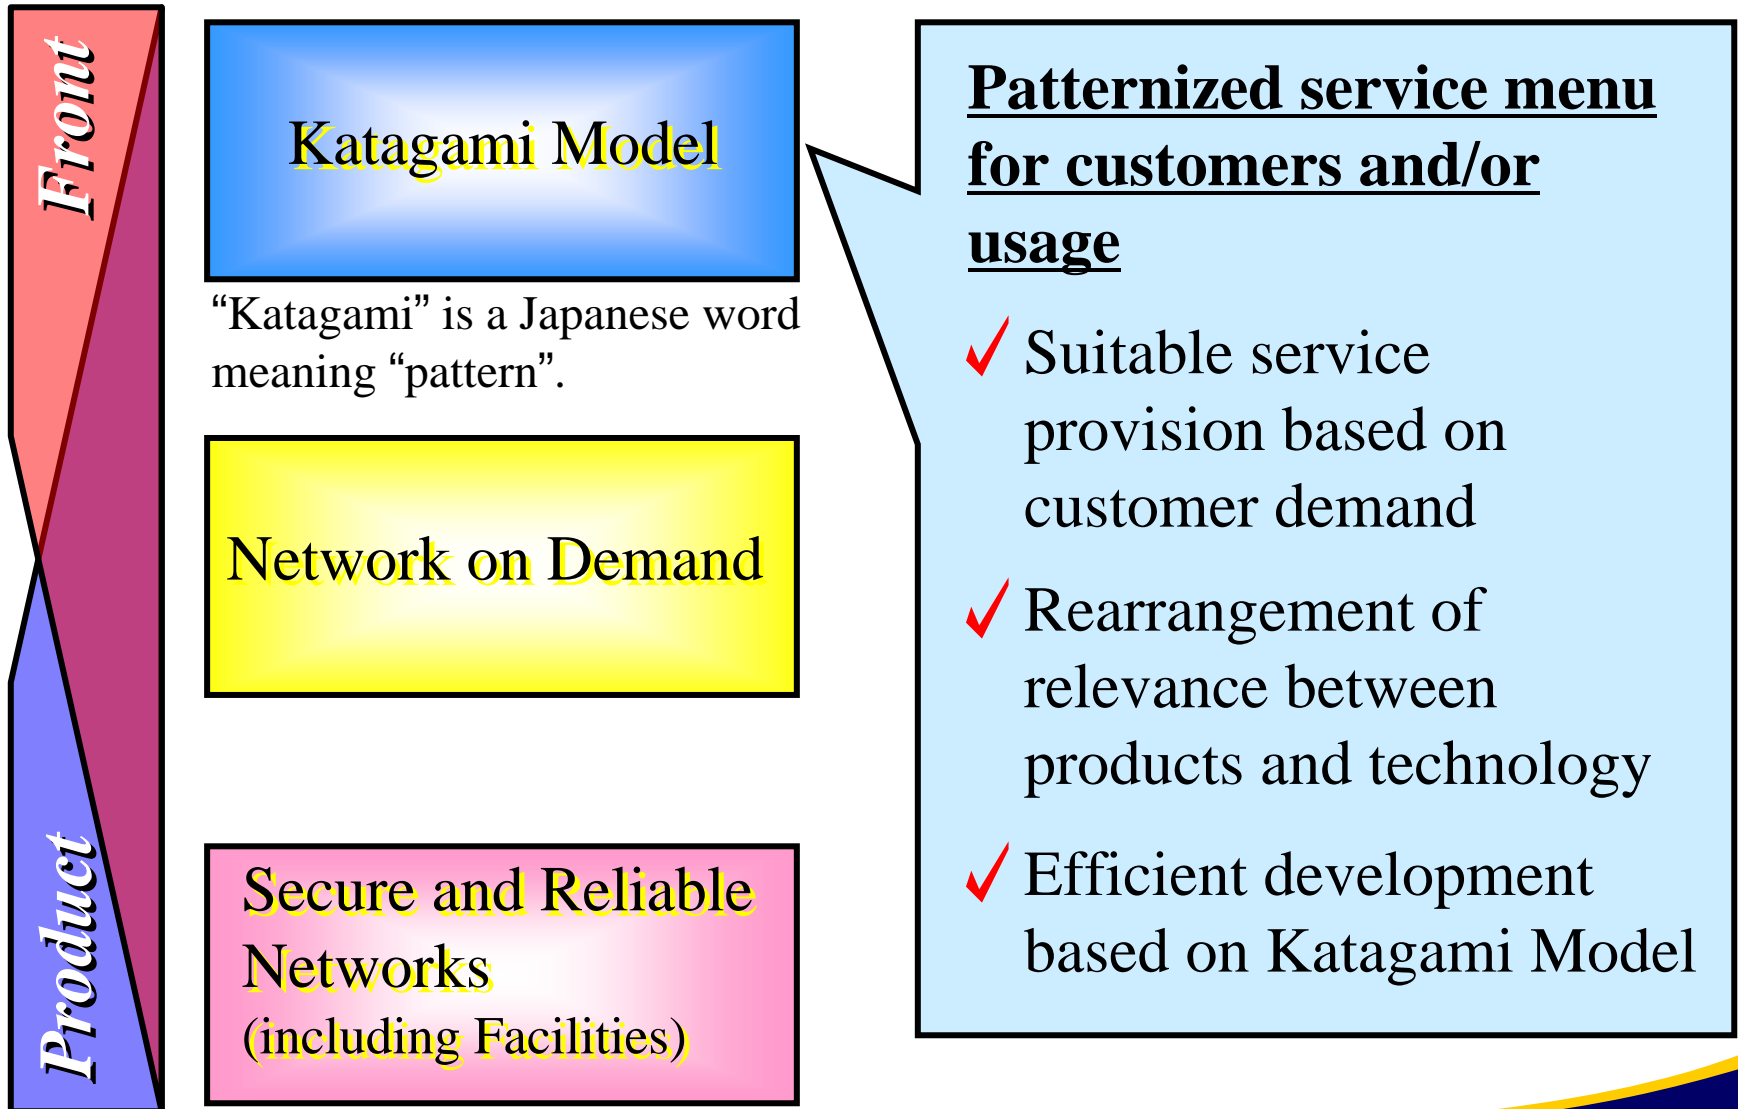 Front
Product
Katagami Model
“Katagami” is a Japanese word
meaning “pattern”.
Network on Demand
Secure and Reliable
Networks
(including Facilities)
Patternized service menu
for customers and/or
usage
Suitable service
provision based on
customer demand
Rearrangement of
relevance between
products and technology
Efficient development
based on Katagami Model